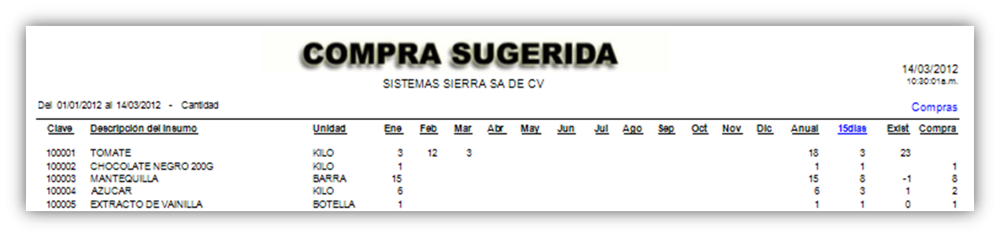 COMPRA SUGERIDA
14/03/2012
SISTEMAS SIERRA SA DE CV
10:30:01a.m.
Del 01/01/2012 al 14/03/2012 - Cantidad
Compras
Clave Descripción del Insumo Unidad Ene Feb Mar Abr May Jun Jul Ago Sep Oct Nov Dic Anual 15días Exist Compra
100001 TOMATE KILO 3 12 3 18 3 23
100002 CHOCOLATE NEGRO 200G KILO 1 1 1 1
100003 MANTEQUILLA BARRA 15 15 8 -1 8
100004 AZUCAR KILO 6 6 3 1 2
100005 EXTRACTO DE VAINILLA BOTELLA 1 1 1 0 1